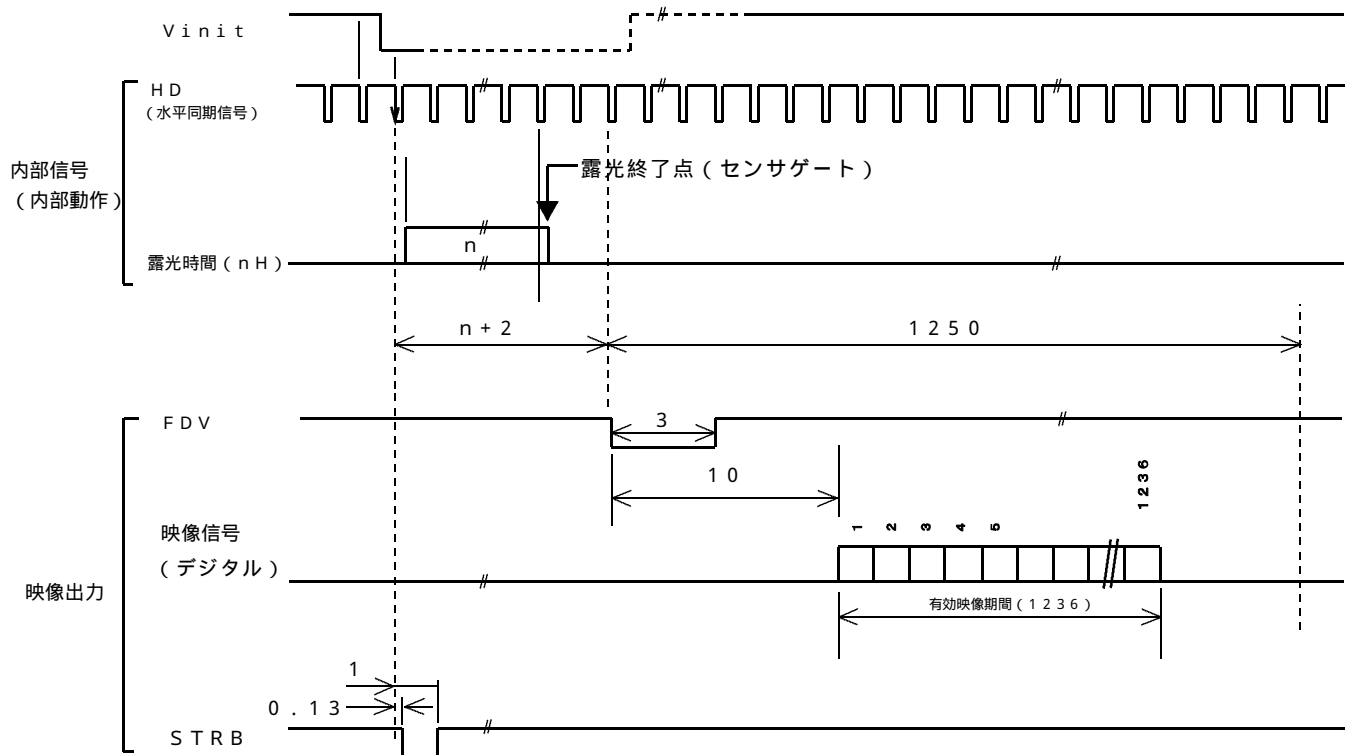 Vinit
HD
(水平同期信号)
内部信号
(内部動作)
露光終了点(センサゲート)
n
露光時間(nH)
n+2
1250
FDV
3
10
1236
映像信号
(デジタル)
1 2 3 4 5
映像出力
有効映像期間(1236)
1
0.13
STRB